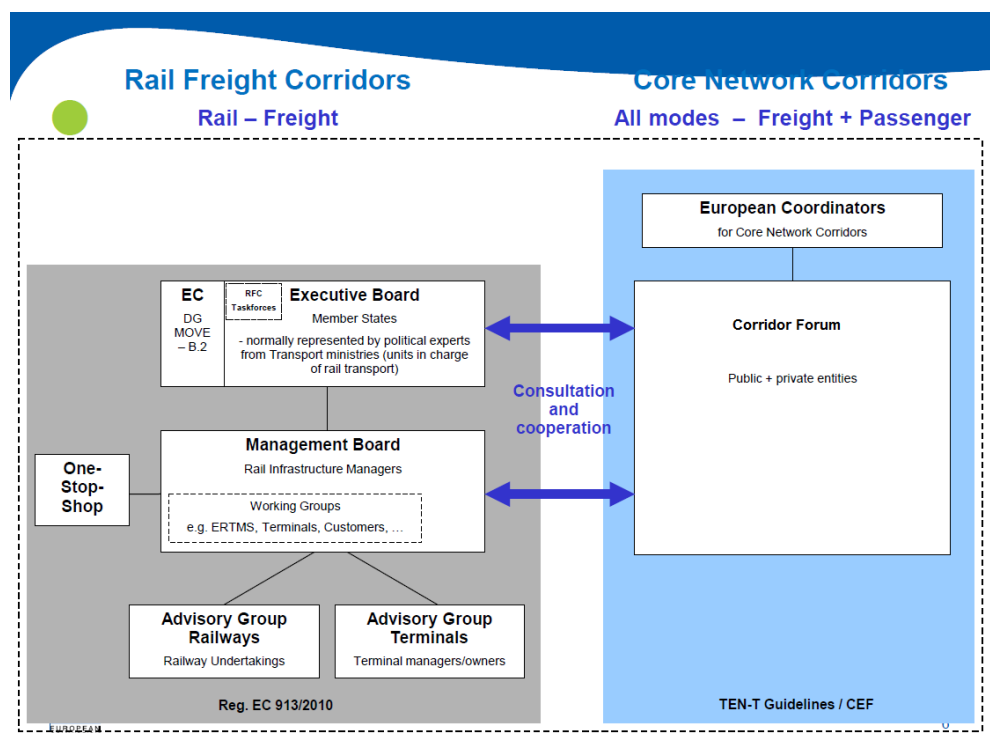 Rail Freight Corridors
Rail – Freight
Core Network Corridors
All modes – Freight + Passenger
EC
DG
MOVE
– B.2
RFC
Taskforces
Executive Board
Member States
- normally represented by political experts
from Transport ministries (units in charge
of rail transport)
Management Board
Rail Infrastructure Managers
Working Groups
e.g. ERTMS, Terminals, Customers, …
One-
Stop-
Shop
Advisory Group
Railways
Railway Undertakings
Advisory Group
Terminals
Terminal managers/owners
Reg. EC 913/2010
Consultation
and
cooperation
European Coordinators
for Core Network Corridors
Corridor Forum
Public + private entities
TEN-T Guidelines / CEF
EUROPEAN